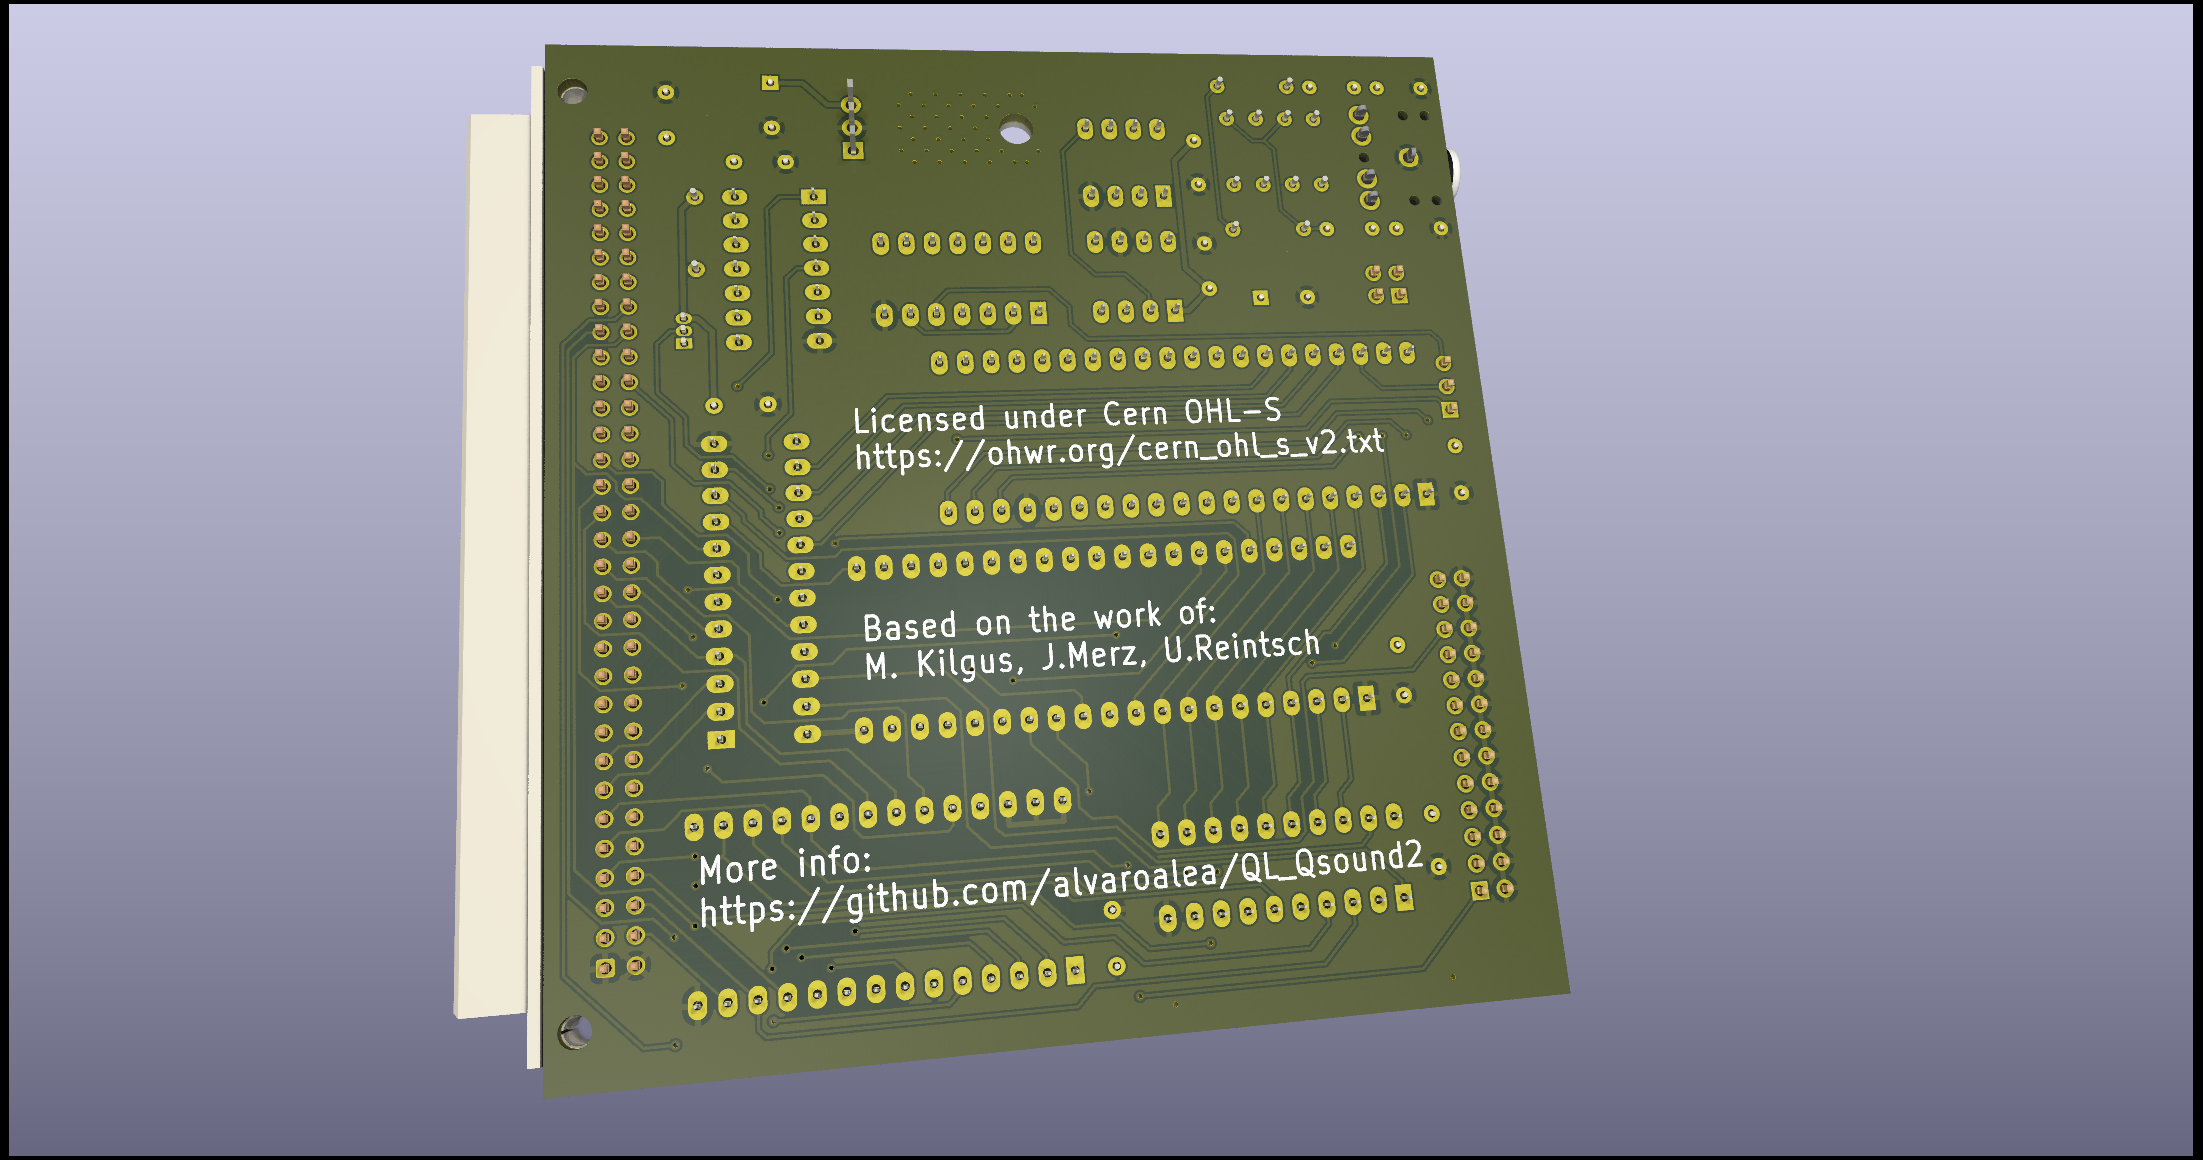 Licensed under Cern OHL-S
https://ohwr.org/cern_ohl_s_v2.txt
Based on the work of:
M. Kilgus, J.Merz, U.Reintsch
More info:
https://github.com/alvaroalea/QL_Qsound2